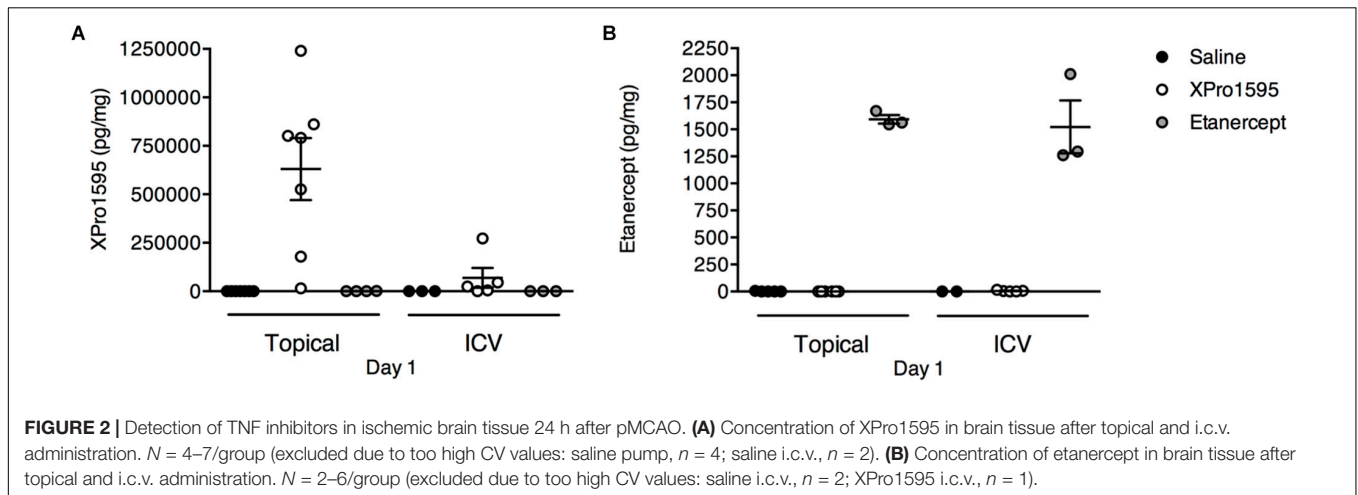 A
XPro1595 (pg/mg)
1250000
1000000
750000
500000
250000
0
Topical
ICV
Day 1
B
Etanercept (pg/mg)
2250
2000
1750
1500
1250
1000
750
500
250
0
Topical
ICV
Day 1
Saline
XPro1595
Etanercept
FIGURE 2 | Detection of TNF inhibitors in ischemic brain tissue 24 h after pMCAO. (A) Concentration of XPro1595 in brain tissue after topical and i.c.v.
administration. N = 4–7/group (excluded due to too high CV values: saline pump, n = 4; saline i.c.v., n = 2). (B) Concentration of etanercept in brain tissue after
topical and i.c.v. administration. N = 2–6/group (excluded due to too high CV values: saline i.c.v., n = 2; XPro1595 i.c.v., n = 1).